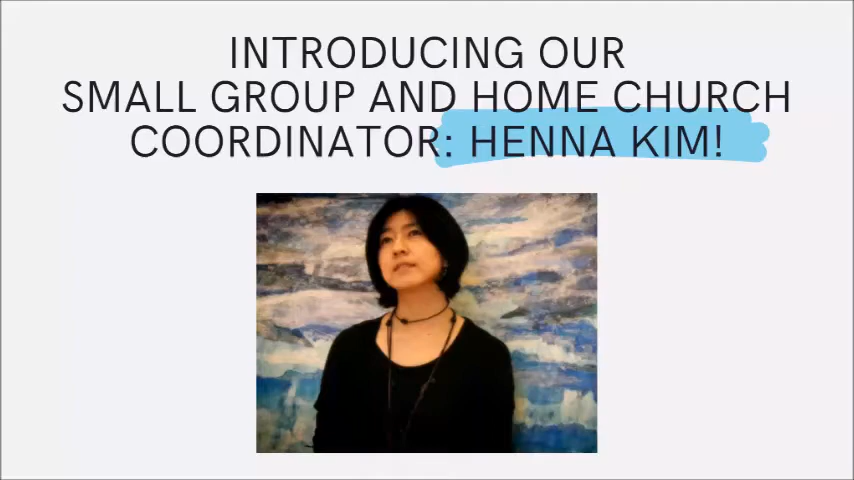 INTRODUCING OUR
SMALL GROUP AND HOME CHURCH
COORDINATOR: HENNA KIM!